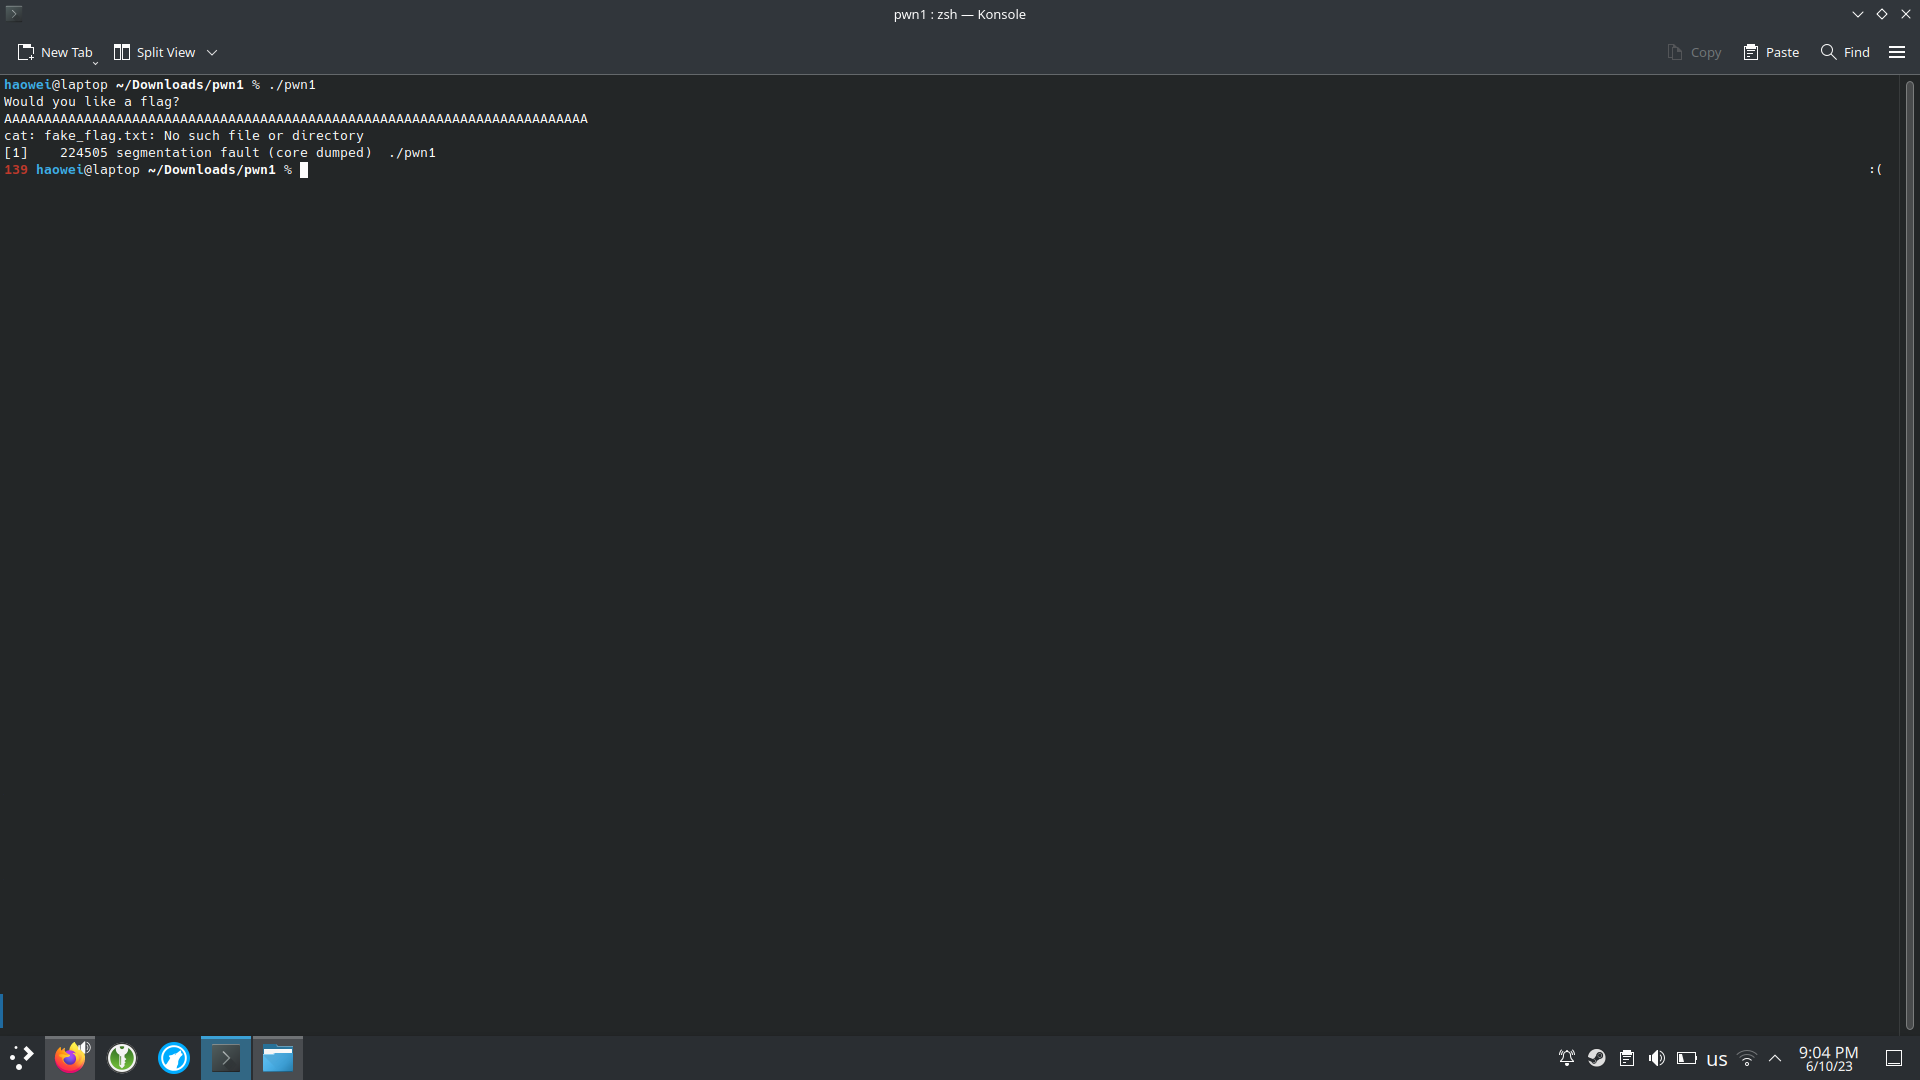 pwn1 : zsh — Konsole
New Tab Split View Copy Paste Find
haowei@laptop ~/Downloads/pwn1 % ./pwn1
Would you like a flag?
AAAAAAAAAAAAAAAAAAAAAAAAAAAAAAAAAAAAAAAAAAAAAAAAAAAAAAAAAAAAAAAAAAAAAAAAA
cat: fake_flag.txt: No such file or directory
[1]    224505 segmentation fault (core dumped)  ./pwn1
139 haowei@laptop ~/Downloads/pwn1 % :(
us 9:04 PM
6/10/23